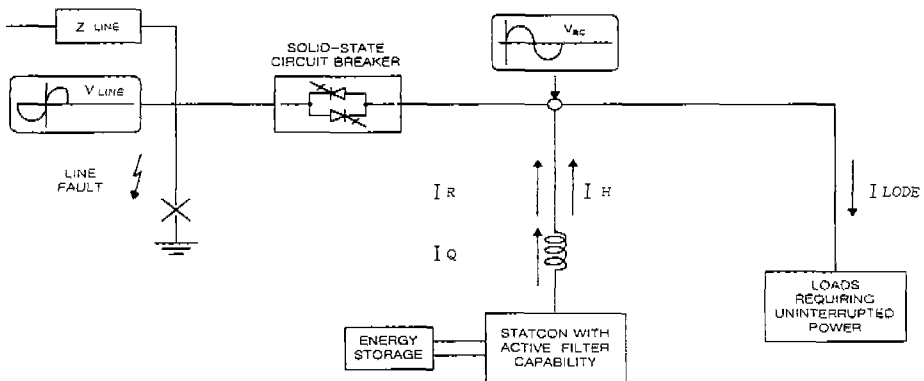 Z LINE
V LINE
SOLID-STATE
CIRCUIT BREAKER
VRC
LINE
FAULT
I R
I H
I Q
I LODE
ENERGY
STORAGE
STATCON WITH
ACTIVE FILTER
CAPABILITY
LOADS
REQUIRING
UNINTERRUPTED
POWER